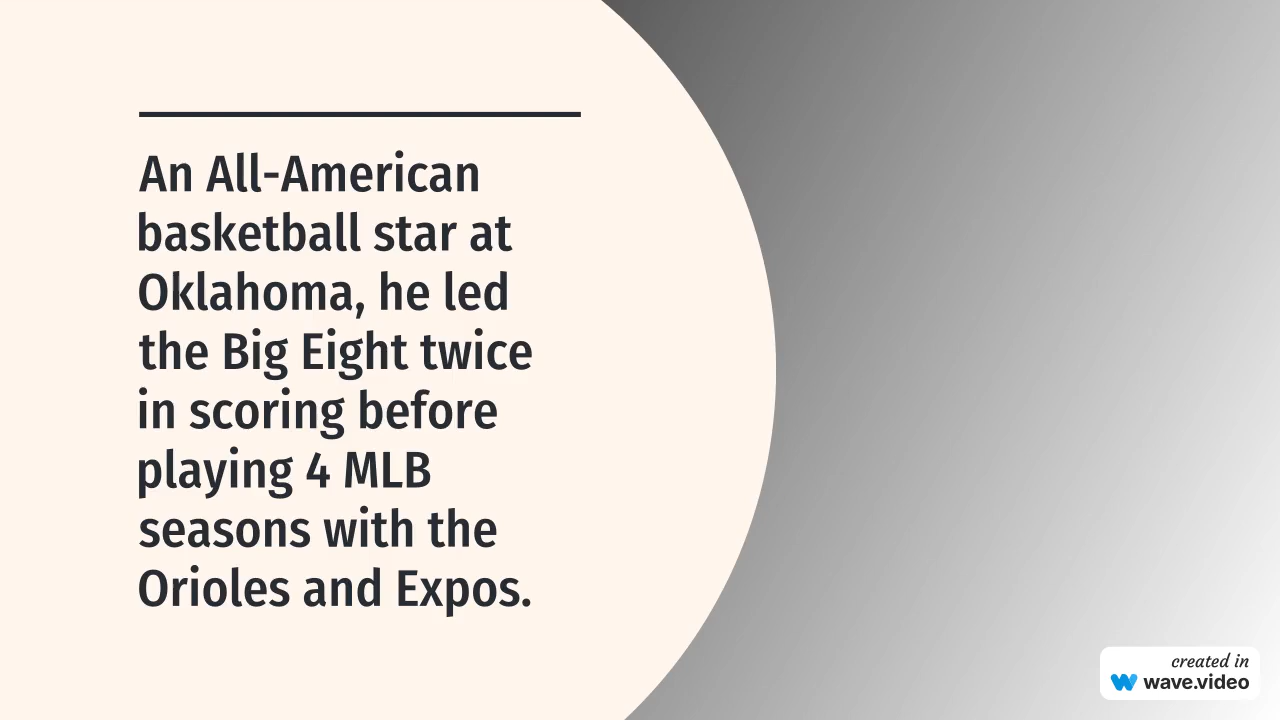 An All-American
basketball star at
Oklahoma, he led
the Big Eight twice
in scoring before
playing 4 MLB
seasons with the
Orioles and Expos.
created in
wave.video